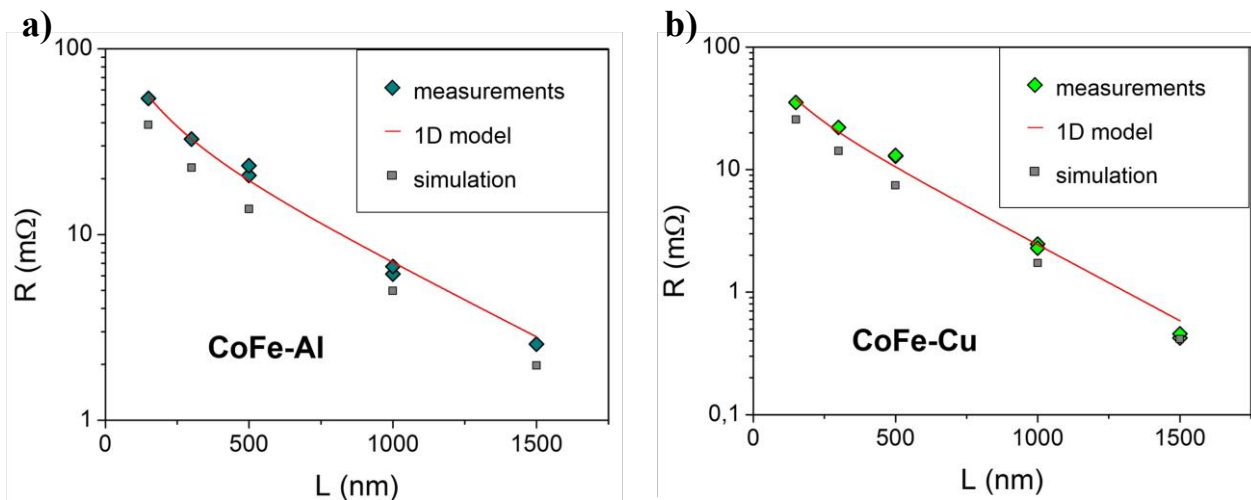 a)
100
10
1
R (mΩ)
measurements
1D model
simulation
CoFe-Al
0
500
1000
1500
L (nm)
b)
100
10
1
0,1
R (mΩ)
measurements
1D model
simulation
CoFe-Cu
0
500
1000
1500
L (nm)